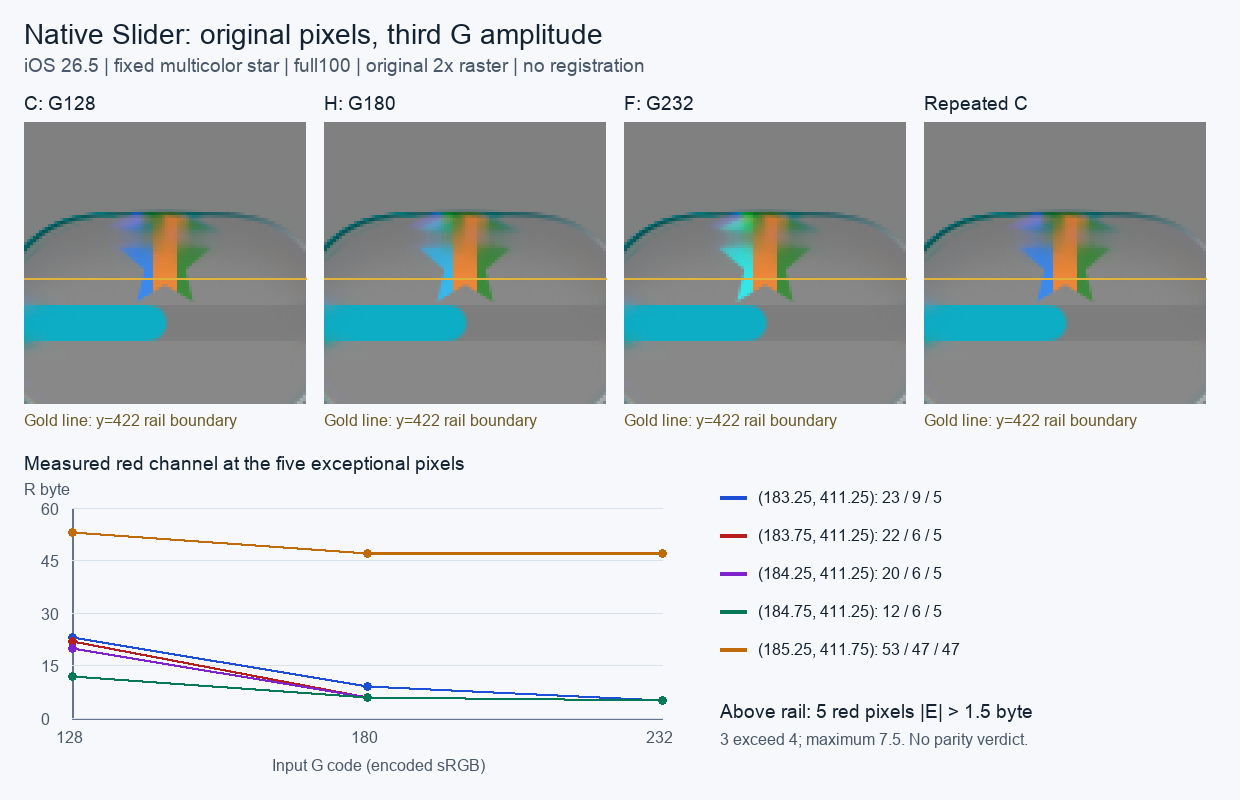 Native Slider: original pixels, third G amplitude
iOS 26.5 | fixed multicolor star | full100 | original 2x raster | no registration
C: G128
H: G180
F: G232
Repeated C
Gold line: y=422 rail boundary
Gold line: y=422 rail boundary
Gold line: y=422 rail boundary
Gold line: y=422 rail boundary
Measured red channel at the five exceptional pixels
R byte
60
45
30
15
0
128
180
232
Input G code (encoded sRGB)
(183.25, 411.25): 23 / 9 / 5
(183.75, 411.25): 22 / 6 / 5
(184.25, 411.25): 20 / 6 / 5
(184.75, 411.25): 12 / 6 / 5
(185.25, 411.75): 53 / 47 / 47
Above rail: 5 red pixels |E| > 1.5 byte
3 exceed 4; maximum 7.5. No parity verdict.